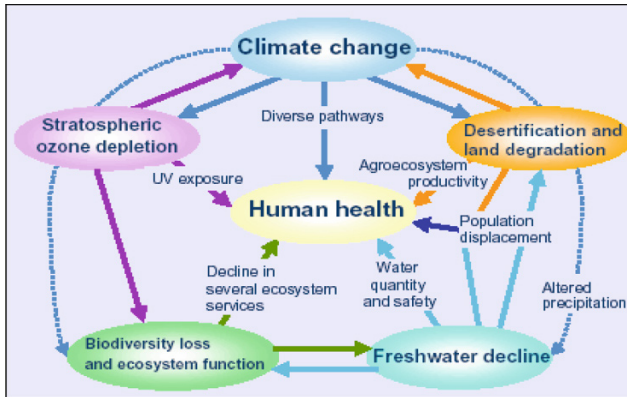 Climate change
Diverse pathways
Stratospheric
ozone depletion
Desertification and
land degradation
UV exposure
Agroecosystem
productivity
Human health
Population
displacement
Decline in
several ecosystem
services
Water
quantity
and safety
Altered
precipitation
Biodiversity loss
and ecosystem function
Freshwater decline